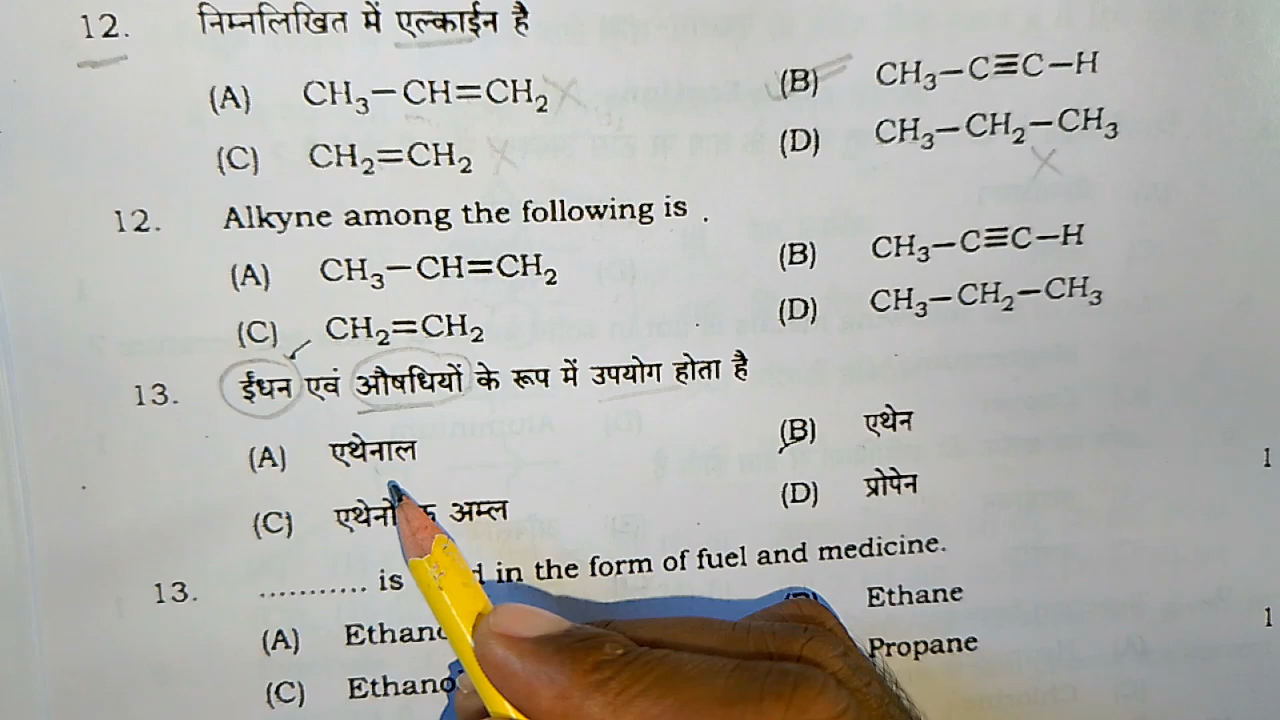 12. निम्नलिखित में एल्काईन है
(A) CH₃−CH=CH₂ (B) CH₃−C≡C−H
(C) CH₂=CH₂ (D) CH₃−CH₂−CH₃
12. Alkyne among the following is .
(A) CH₃−CH=CH₂ (B) CH₃−C≡C−H
(C) CH₂=CH₂ (D) CH₃−CH₂−CH₃
13. ईंधन एवं औषधियों के रूप में उपयोग होता है
(A) एथेनाल (B) एथेन
1
(C) अम्ल (D) प्रोपेन
13. ........... is in the form of fuel and medicine.
(A) Ethane
1
(C) Propane